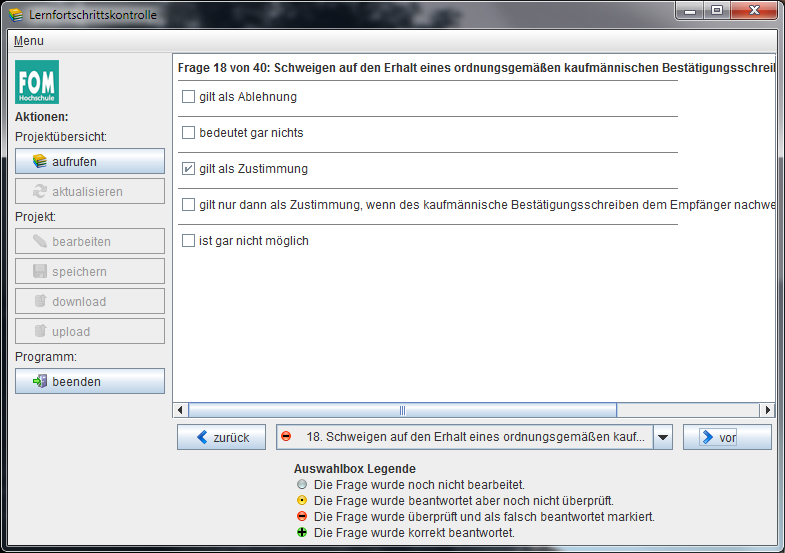 Lernfortschrittskontrolle
Menu
FOM
Hochschule
Aktionen:
Projektübersicht:
aufrufen
aktualisieren
Projekt:
bearbeiten
speichern
download
upload
Programm:
beenden
Frage 18 von 40: Schweigen auf den Erhalt eines ordnungsgemäßen kaufmännischen Bestätigungsschreib
gilt als Ablehnung
bedeutet gar nichts
gilt als Zustimmung
gilt nur dann als Zustimmung, wenn des kaufmännische Bestätigungsschreiben dem Empfänger nachwe
ist gar nicht möglich
zurück
18. Schweigen auf den Erhalt eines ordnungsgemäßen kauf...
vor
Auswahlbox Legende
Die Frage wurde noch nicht bearbeitet.
Die Frage wurde beantwortet aber noch nicht überprüft.
Die Frage wurde überprüft und als falsch beantwortet markiert.
Die Frage wurde korrekt beantwortet.